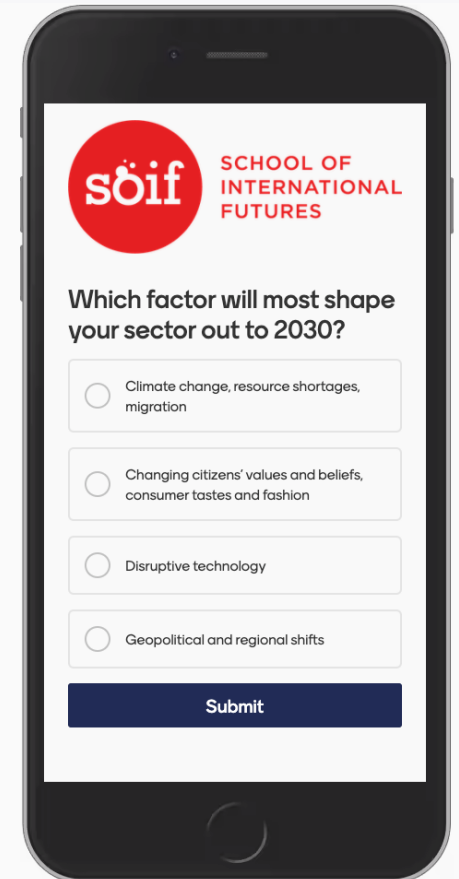 söif
SCHOOL OF
INTERNATIONAL
FUTURES
Which factor will most shape
your sector out to 2030?
Climate change, resource shortages,
migration
Changing citizens' values and beliefs,
consumer tastes and fashion
Disruptive technology
Geopolitical and regional shifts
Submit